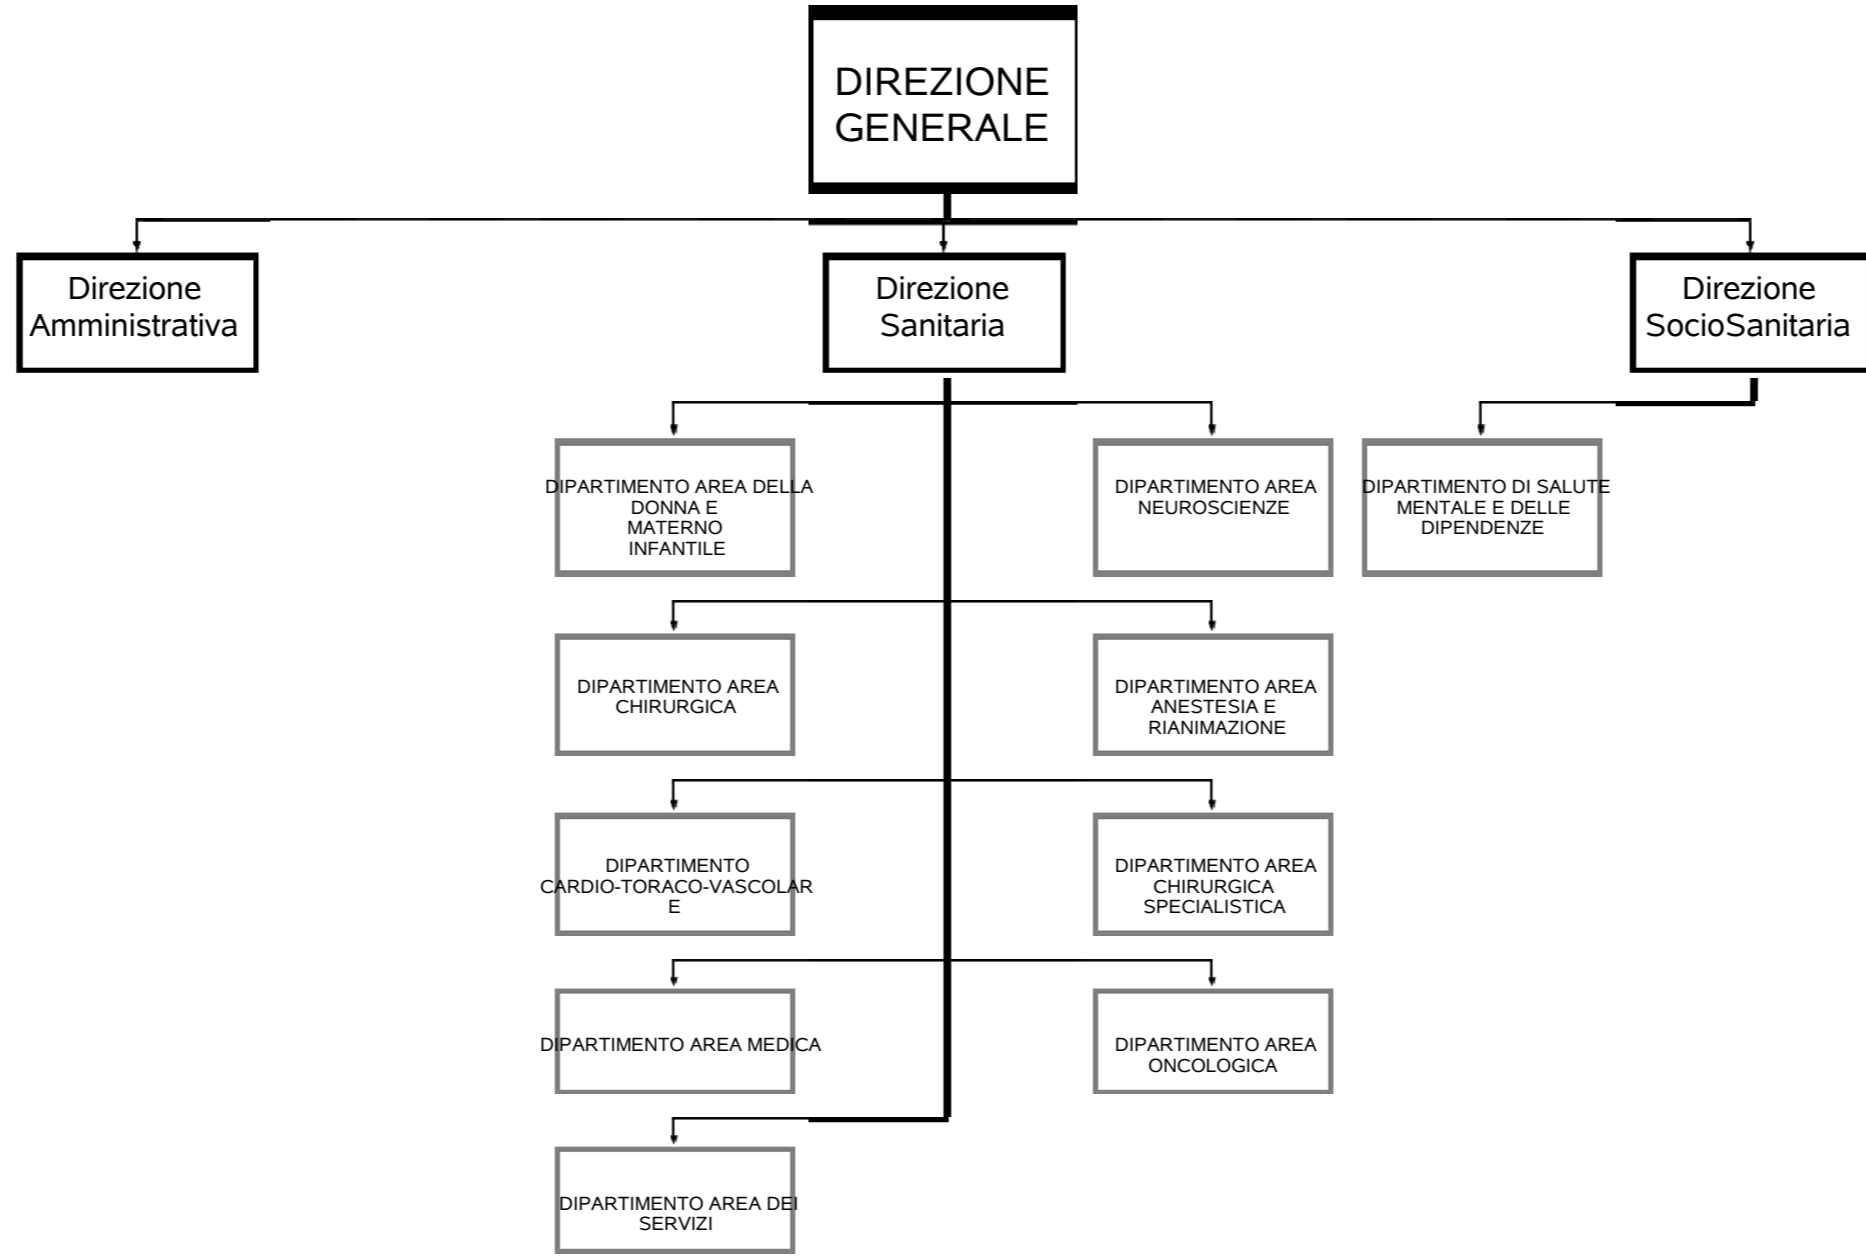 DIREZIONE
GENERALE
Direzione
Amministrativa
Direzione
Sanitaria
Direzione
SocioSanitaria
DIPARTIMENTO AREA DELLA
DONNA E
MATERNO
INFANTILE
DIPARTIMENTO AREA
NEUROSCIENZE
DIPARTIMENTO DI SALUTE
MENTALE E DELLE
DIPENDENZE
DIPARTIMENTO AREA
CHIRURGICA
DIPARTIMENTO AREA
ANESTESIA E
RIANIMAZIONE
DIPARTIMENTO
CARDIO-TORACO-VASCOLAR
E
DIPARTIMENTO AREA
CHIRURGICA
SPECIALISTICA
DIPARTIMENTO AREA MEDICA
DIPARTIMENTO AREA
ONCOLOGICA
DIPARTIMENTO AREA DEI
SERVIZI